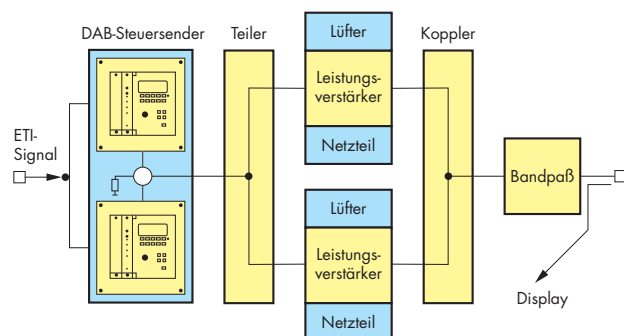 DAB-Steuersender
Teiler
Lüfter
Koppler
Leistungs-
verstärker
Netzteil
ETI-
Signal
Bandpaß
Lüfter
Leistungs-
verstärker
Netzteil
Display